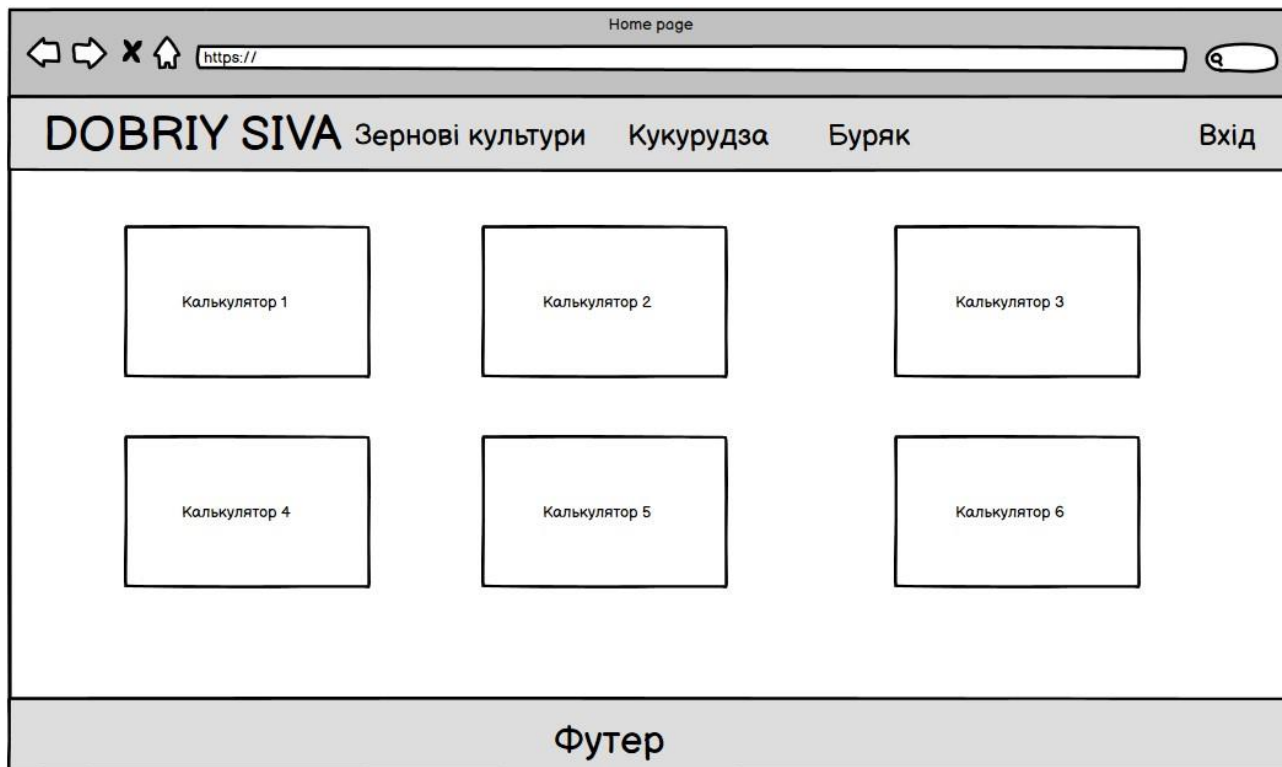 Home page
https://
DOBRIY SIVA Зернові культури Кукурудза Буряк Вхід
Калькулятор 1 Калькулятор 2 Калькулятор 3
Калькулятор 4 Калькулятор 5 Калькулятор 6
Футер